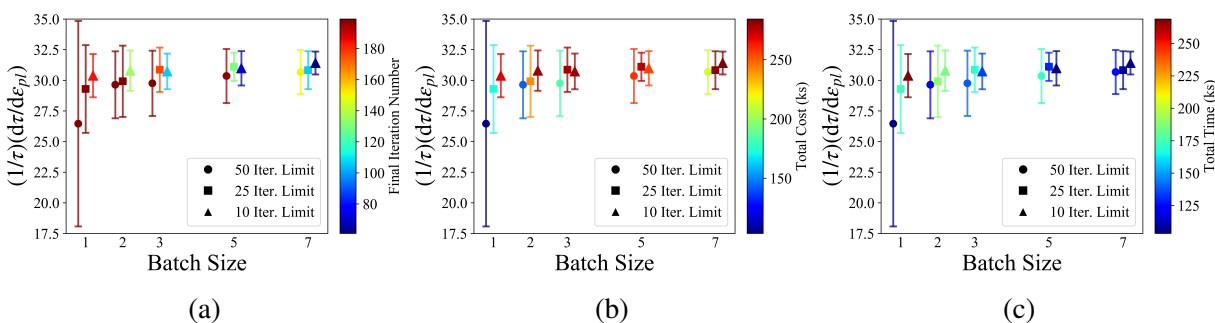 35.0
32.5
30.0
27.5
25.0
22.5
20.0
17.5
(1/τ)(dτ/dε_pl)
50 Iter. Limit
25 Iter. Limit
10 Iter. Limit
1 2 3 5 7
Batch Size
180
160
140
120
100
80
Final Iteration Number
(a)
35.0
32.5
30.0
27.5
25.0
22.5
20.0
17.5
(1/τ)(dτ/dε_pl)
50 Iter. Limit
25 Iter. Limit
10 Iter. Limit
1 2 3 5 7
Batch Size
250
200
150
Total Cost (ks)
(b)
35.0
32.5
30.0
27.5
25.0
22.5
20.0
17.5
(1/τ)(dτ/dε_pl)
50 Iter. Limit
25 Iter. Limit
10 Iter. Limit
1 2 3 5 7
Batch Size
250
225
200
175
150
125
Total Time (ks)
(c)